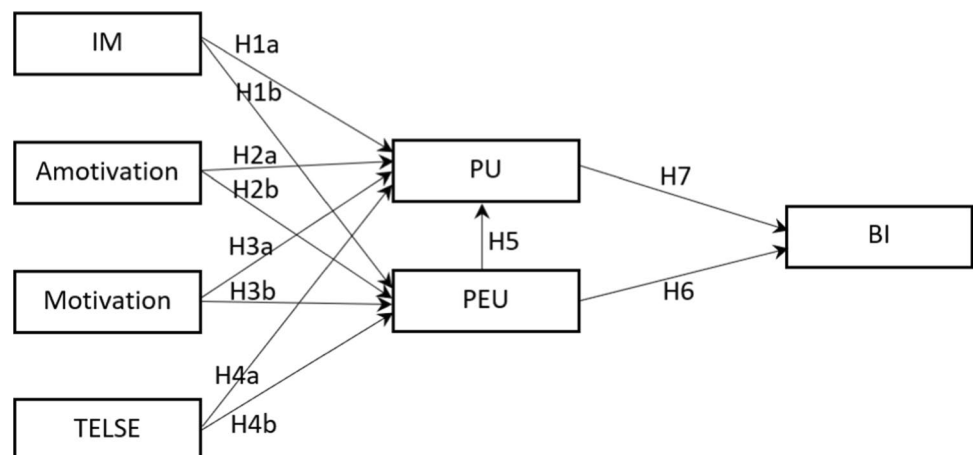 IM
H1a
H1b
Amotivation
H2a
H2b
PU
H7
BI
H3a
H5
Motivation
H3b
PEU
H6
H4a
TELSE
H4b